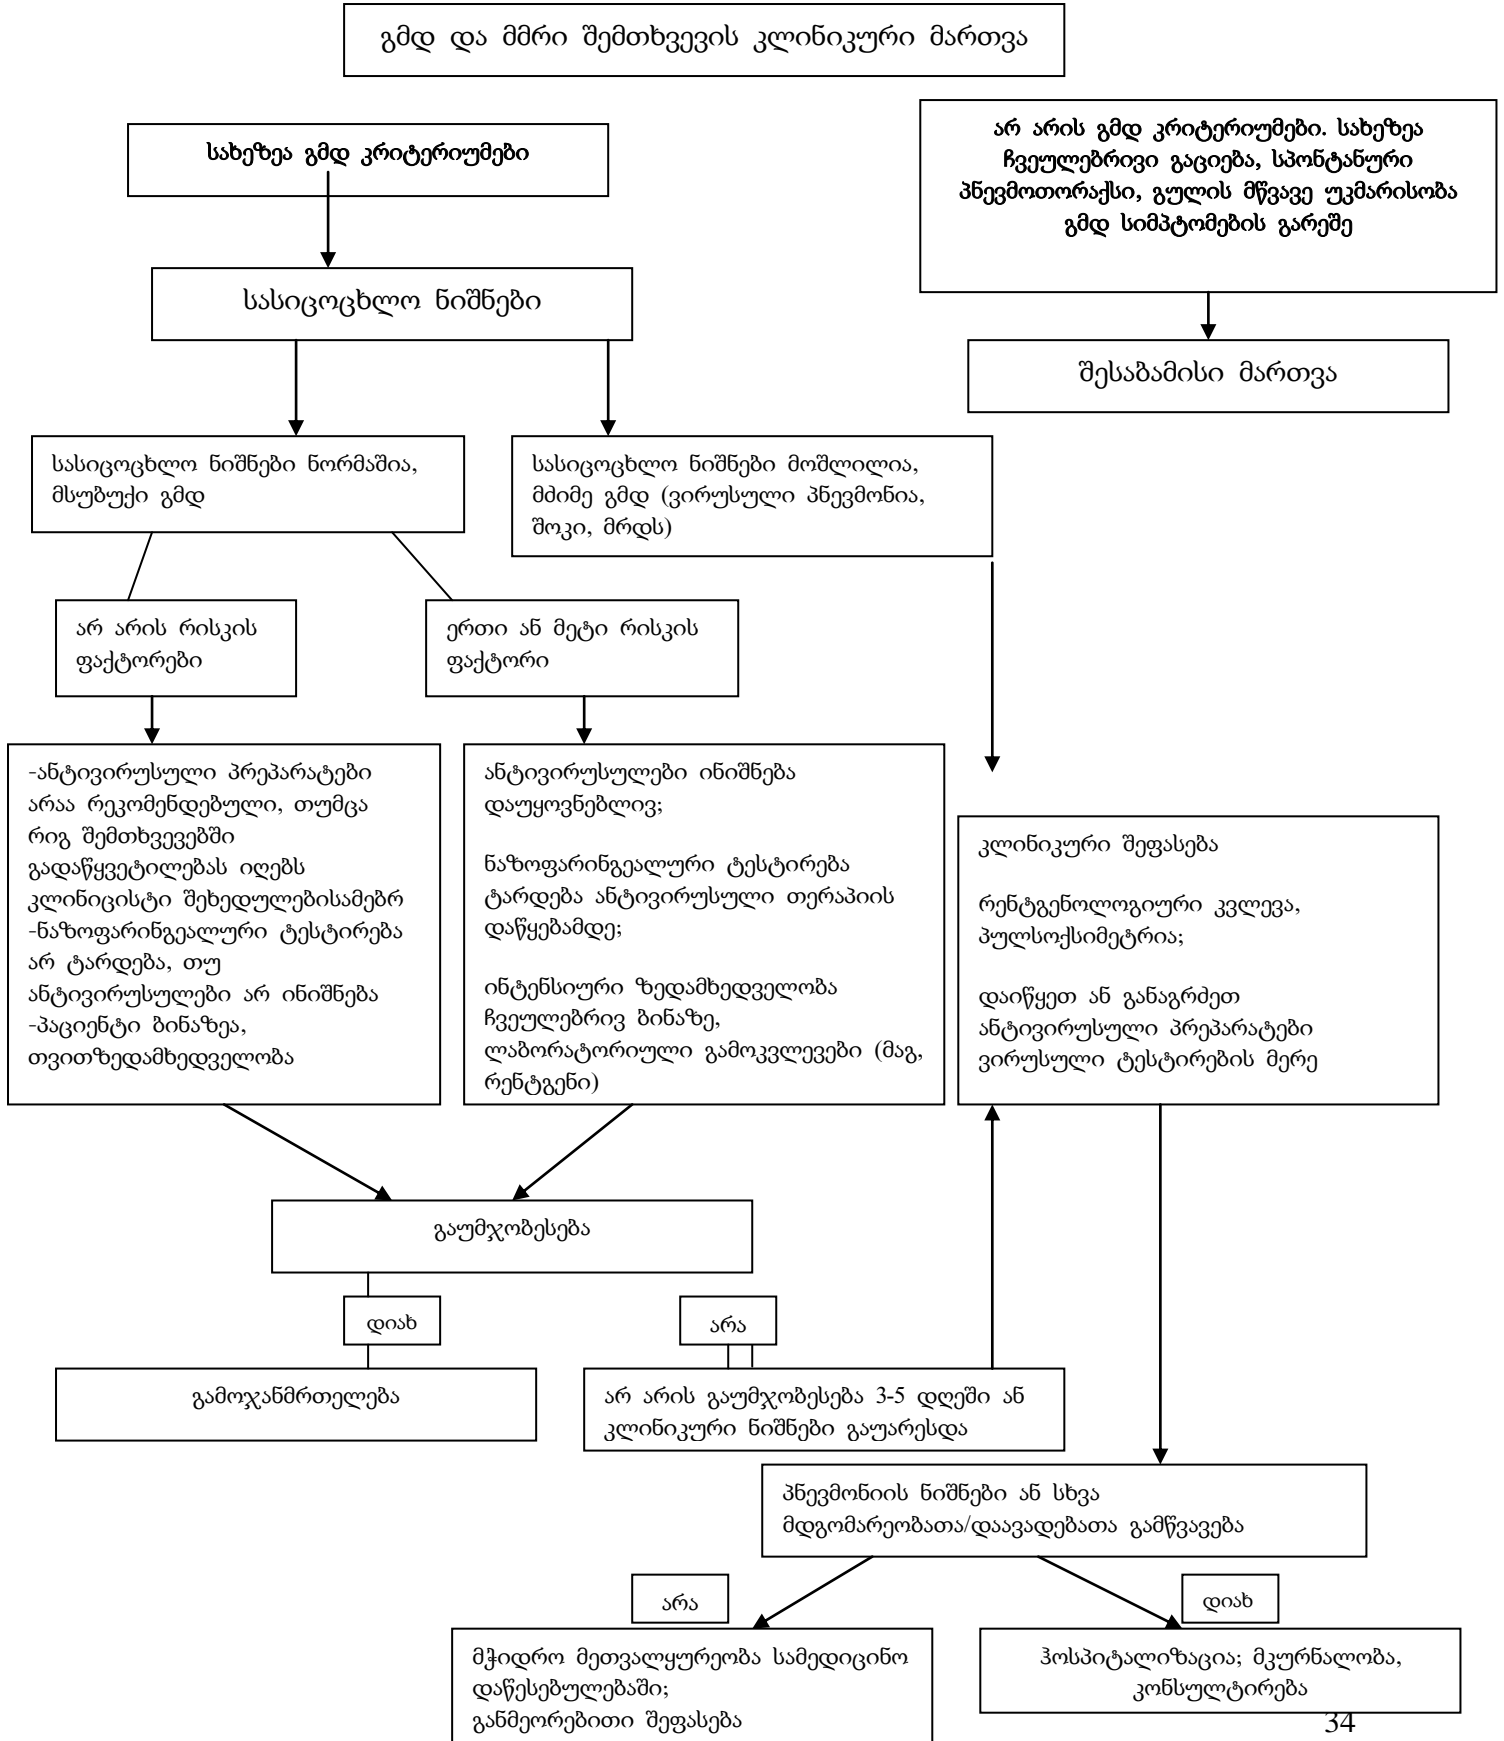 გმდ და მმრი შემთხვევის კლინიკური მართვა
სახეზეა გმდ კრიტერიუმები
არ არის გმდ კრიტერიუმები. სახეზეა
ჩვეულებრივი გაციება, სპონტანური
პნევმოთორაქსი, გულის მწვავე უკმარისობა
გმდ სიმპტომების გარეშე
სასიცოცხლო ნიშნები
შესაბამისი მართვა
სასიცოცხლო ნიშნები ნორმაშია,
მსუბუქი გმდ
სასიცოცხლო ნიშნები მოშლილია,
მძიმე გმდ (ვირუსული პნევმონია,
შოკი, მრდს)
არ არის რისკის
ფაქტორები
ერთი ან მეტი რისკის
ფაქტორი
-ანტივირუსული პრეპარატები
არაა რეკომენდებული, თუმცა
რიგ შემთხვევებში
გადაწყვეტილებას იღებს
კლინიცისტი შეხედულებისამებრ
-ნაზოფარინგეალური ტესტირება
არ ტარდება, თუ
ანტივირუსულები არ ინიშნება
-პაციენტი ბინაზეა,
თვითზედამხედველობა
ანტივირუსულები ინიშნება
დაუყოვნებლივ;
ნაზოფარინგეალური ტესტირება
ტარდება ანტივირუსული თერაპიის
დაწყებამდე;
ინტენსიური ზედამხედველობა
ჩვეულებრივ ბინაზე,
ლაბორატორიული გამოკვლევები (მაგ,
რენტგენი)
კლინიკური შეფასება
რენტგენოლოგიური კვლევა,
პულსოქსიმეტრია;
დაიწყეთ ან განაგრძეთ
ანტივირუსული პრეპარატები
ვირუსული ტესტირების მერე
გაუმჯობესება
დიახ
არა
გამოჯანმრთელება
არ არის გაუმჯობესება 3-5 დღეში ან
კლინიკური ნიშნები გაუარესდა
პნევმონიის ნიშნები ან სხვა
მდგომარეობათა/დაავადებათა გამწვავება
არა
დიახ
მჭიდრო მეთვალყურეობა სამედიცინო
დაწესებულებაში;
განმეორებითი შეფასება
ჰოსპიტალიზაცია; მკურნალობა,
კონსულტირება
34